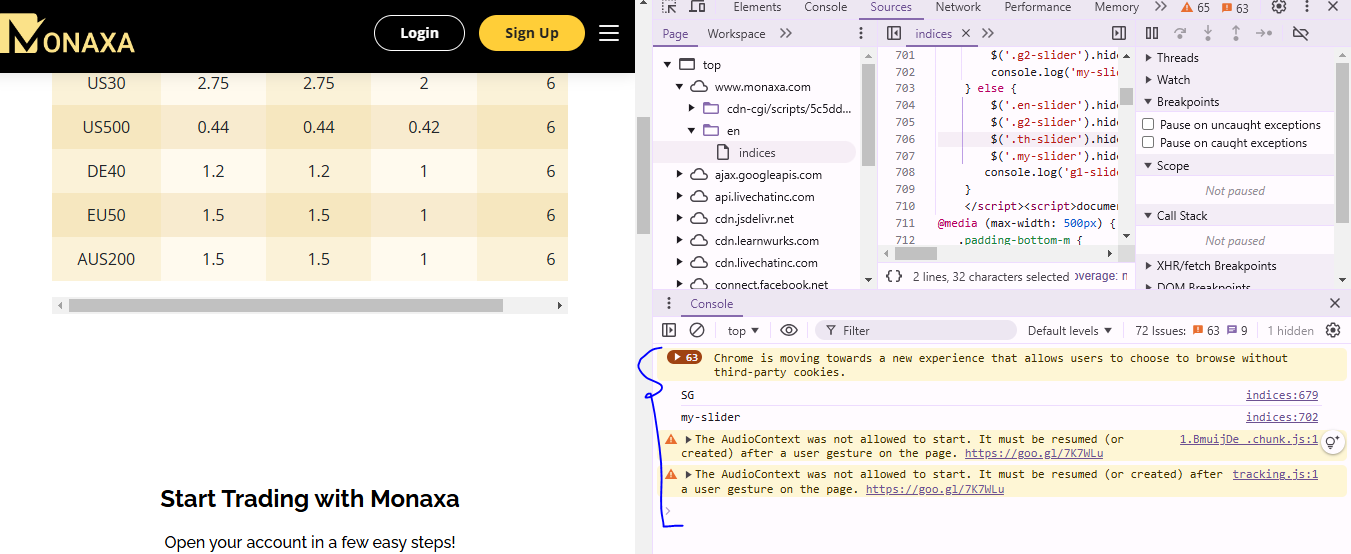 MONAXA
Login
Sign Up
US30 2.75 2.75 2 6
US500 0.44 0.44 0.42 6
DE40 1.2 1.2 1 6
EU50 1.5 1.5 1 6
AUS200 1.5 1.5 1 6
Start Trading with Monaxa
Open your account in a few easy steps!
Elements Console Sources Network Performance Memory 65 63
Page Workspace
top
www.monaxa.com
cdn-cgi/scripts/5c5dd...
en
indices
ajax.googleapis.com
api.livechatinc.com
cdn.jsdelivr.net
cdn.learnwurks.com
cdn.livechatinc.com
connect.facebook.net
indices
701 $('.g2-slider').hid
702 console.log('my-sli
703 } else {
704 $('.en-slider').hid
705 $('.g2-slider').hid
706 $('.th-slider').hid
707 $('.my-slider').hid
708 console.log('g1-slide
709 }
710 </script><script>docume
711 @media (max-width: 500px) {
712 .padding-bottom-m {
{ } 2 lines, 32 characters selected overage: n
Threads
Watch
Breakpoints
Pause on uncaught exceptions
Pause on caught exceptions
Scope
Not paused
Call Stack
Not paused
XHR/fetch Breakpoints
DOM Breakpoints
Console
top Filter Default levels 72 Issues: 63 9 1 hidden
63 Chrome is moving towards a new experience that allows users to choose to browse without
third-party cookies.
SG indices:679
my-slider indices:702
The AudioContext was not allowed to start. It must be resumed (or 1.BmuijDe_.chunk.js:1
created) after a user gesture on the page. https://goo.gl/7K7WLu
The AudioContext was not allowed to start. It must be resumed (or created) after tracking.js:1
a user gesture on the page. https://goo.gl/7K7WLu